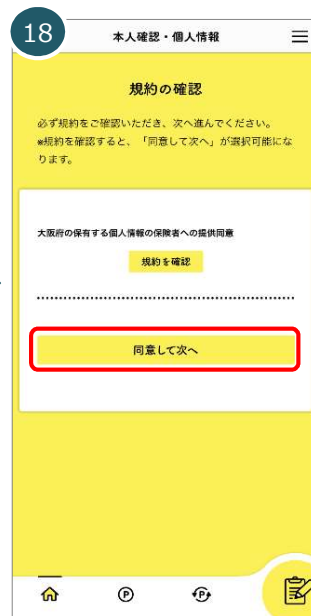 18
本人確認・個人情報
規約の確認
必ず規約をご確認いただき、次へ進んでください。
※規約を確認すると、「同意して次へ」が選択可能にな
ります。
大阪府の保有する個人情報の保険者への提供同意
規約を確認
同意して次へ
P
P